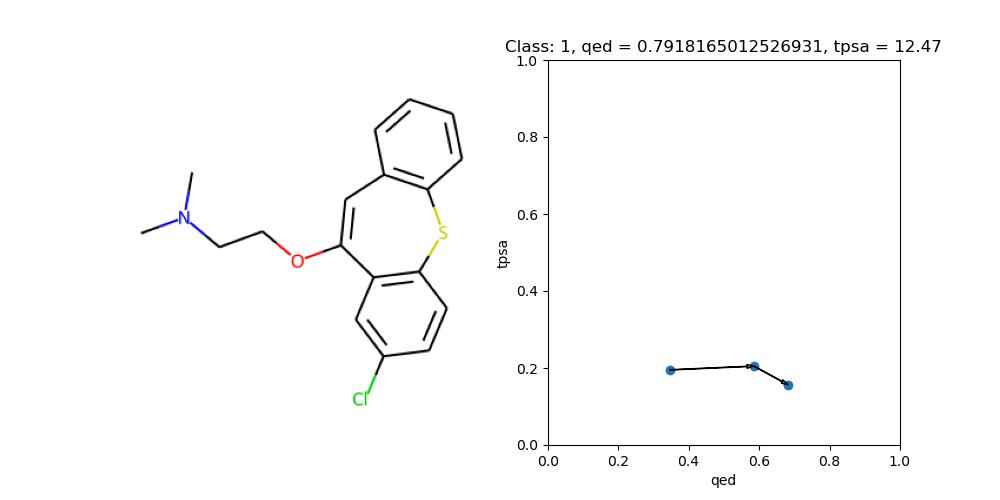 Class: 1, qed = 0.7918165012526931, tpsa = 12.47
N
O
S
Cl
1.0
0.8
0.6
0.4
0.2
0.0
tpsa
0.0 0.2 0.4 0.6 0.8 1.0
qed